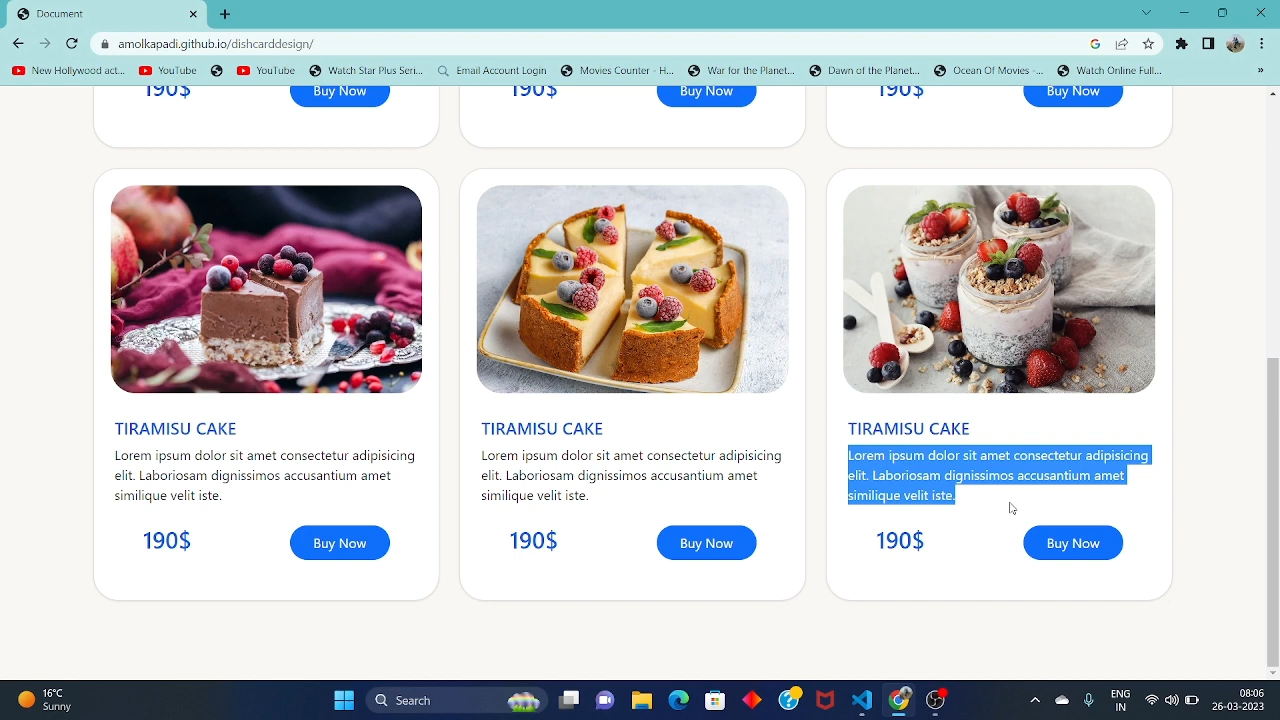 Document
amolkapadi.github.io/dishcarddesign/
New Hollywood act... YouTube YouTube Watch Star Plus Seri... Email Account Login Movies Counter - H... War for the Planet... Dawn of the Planet... Ocean Of Movies -... Watch Online Full... »
190$ Buy Now 190$ Buy Now 190$ Buy Now
TIRAMISU CAKE
Lorem ipsum dolor sit amet consectetur adipisicing
elit. Laboriosam dignissimos accusantium amet
similique velit iste.
190$ Buy Now
TIRAMISU CAKE
Lorem ipsum dolor sit amet consectetur adipisicing
elit. Laboriosam dignissimos accusantium amet
similique velit iste.
190$ Buy Now
TIRAMISU CAKE
Lorem ipsum dolor sit amet consectetur adipisicing
elit. Laboriosam dignissimos accusantium amet
similique velit iste.
190$ Buy Now
16°C
Sunny
Search
ENG
IN
08:06
26-03-2023